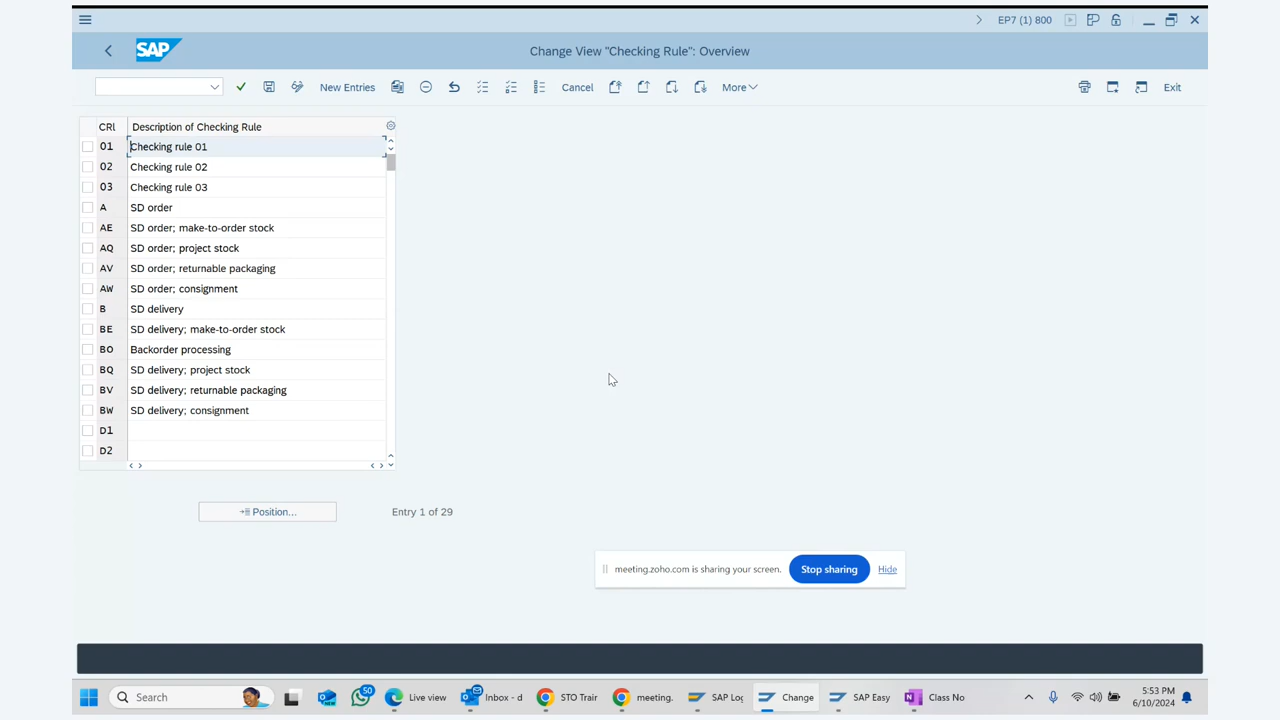 EP7 (1) 800
SAP
Change View "Checking Rule": Overview
New Entries
Cancel
More
Exit
CRl Description of Checking Rule
01 Checking rule 01
02 Checking rule 02
03 Checking rule 03
A SD order
AE SD order; make-to-order stock
AQ SD order; project stock
AV SD order; returnable packaging
AW SD order; consignment
B SD delivery
BE SD delivery; make-to-order stock
BO Backorder processing
BQ SD delivery; project stock
BV SD delivery; returnable packaging
BW SD delivery; consignment
D1
D2
Position... Entry 1 of 29
meeting.zoho.com is sharing your screen. Stop sharing Hide
Search 50 Live view Inbox - d STO Trair meeting. SAP Log Change SAP Easy Class No 5:53 PM
6/10/2024